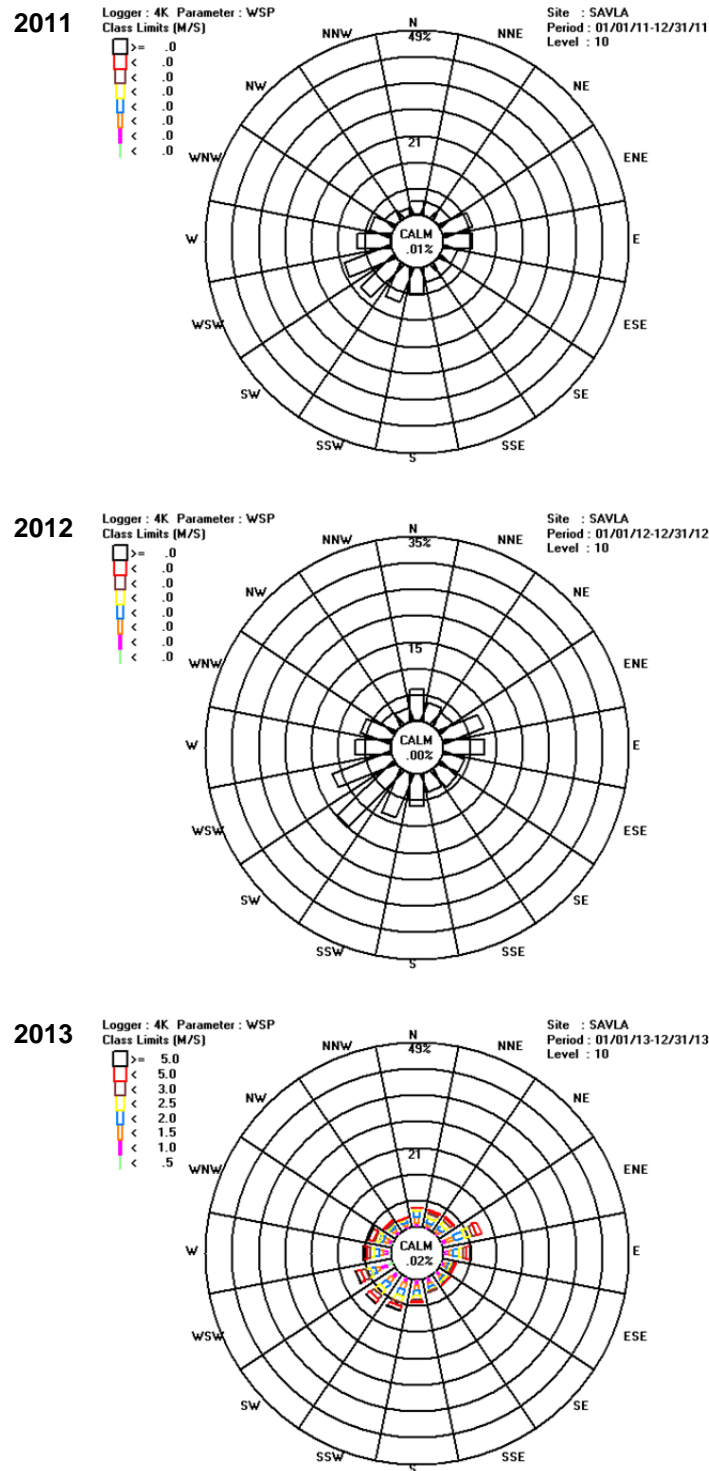 2011
Logger : 4K Parameter : WSP
Class Limits (M/S)
>= .0
< .0
< .0
< .0
< .0
< .0
< .0
< .0
Site : SAVLA
Period : 01/01/11-12/31/11
Level : 10
N
49%
NNW
NNE
NW
NE
21
WNW
ENE
CALM
.01%
W
E
WSW
ESE
SW
SE
SSW
SSE
S
2012
Logger : 4K Parameter : WSP
Class Limits (M/S)
>= .0
< .0
< .0
< .0
< .0
< .0
< .0
< .0
Site : SAVLA
Period : 01/01/12-12/31/12
Level : 10
N
35%
NNW
NNE
NW
NE
15
WNW
ENE
CALM
.00%
W
E
WSW
ESE
SW
SE
SSW
SSE
S
2013
Logger : 4K Parameter : WSP
Class Limits (M/S)
>= 5.0
< 5.0
< 3.0
< 2.5
< 2.0
< 1.5
< 1.0
< .5
Site : SAVLA
Period : 01/01/13-12/31/13
Level : 10
N
49%
NNW
NNE
NW
NE
21
WNW
ENE
CALM
.02%
W
E
WSW
ESE
SW
SE
SSW
SSE
S